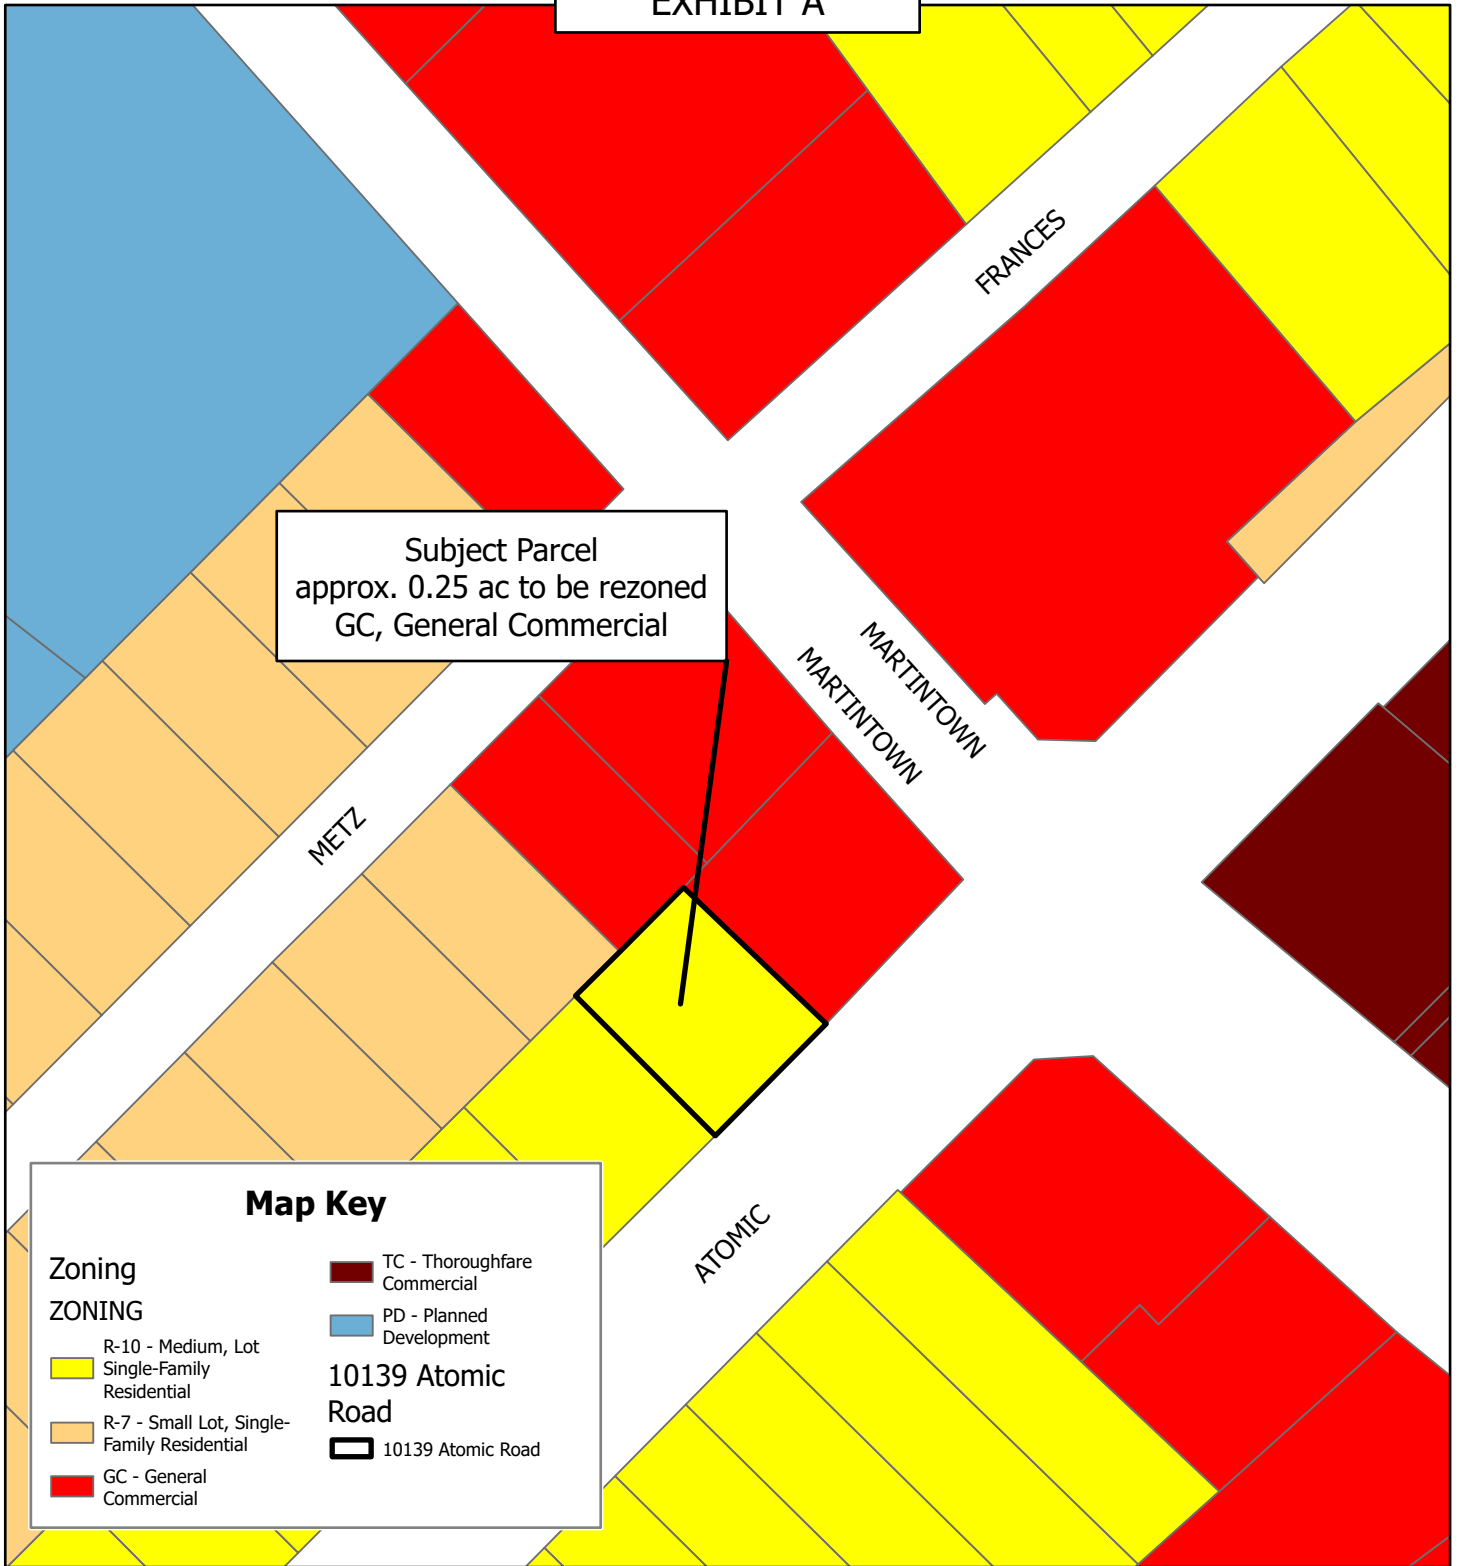 EXHIBIT A
FRANCES
Subject Parcel
approx. 0.25 ac to be rezoned
GC, General Commercial
MARTINTOWN
MARTINTOWN
METZ
ATOMIC
Map Key
Zoning
ZONING
R-10 - Medium, Lot
Single-Family
Residential
R-7 - Small Lot, Single-
Family Residential
GC - General
Commercial
TC - Thoroughfare
Commercial
PD - Planned
Development
10139 Atomic
Road
10139 Atomic Road